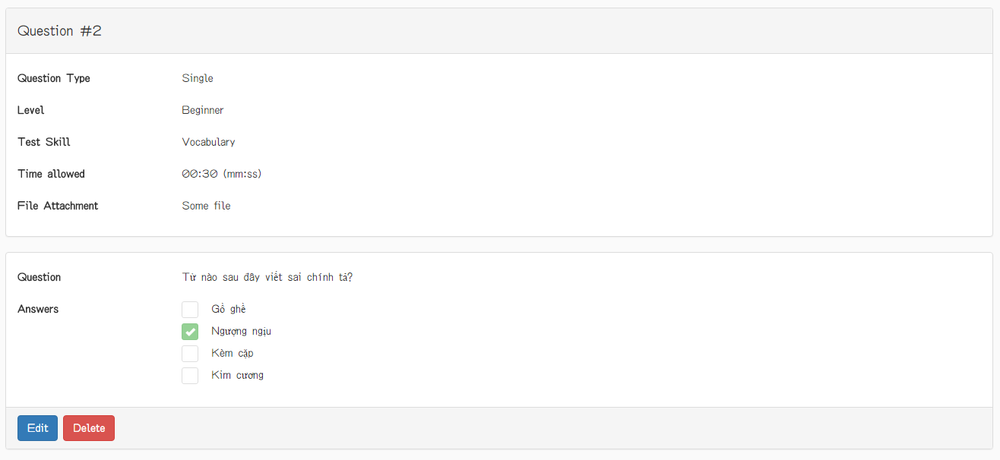 Question #2
Question Type Single
Level Beginner
Test Skill Vocabulary
Time allowed 00:30 (mm:ss)
File Attachment Some file
Question Từ nào sau đây viết sai chính tả?
Answers Gồ ghề
Ngượng ngịu
Kèm cặp
Kim cương
Edit Delete